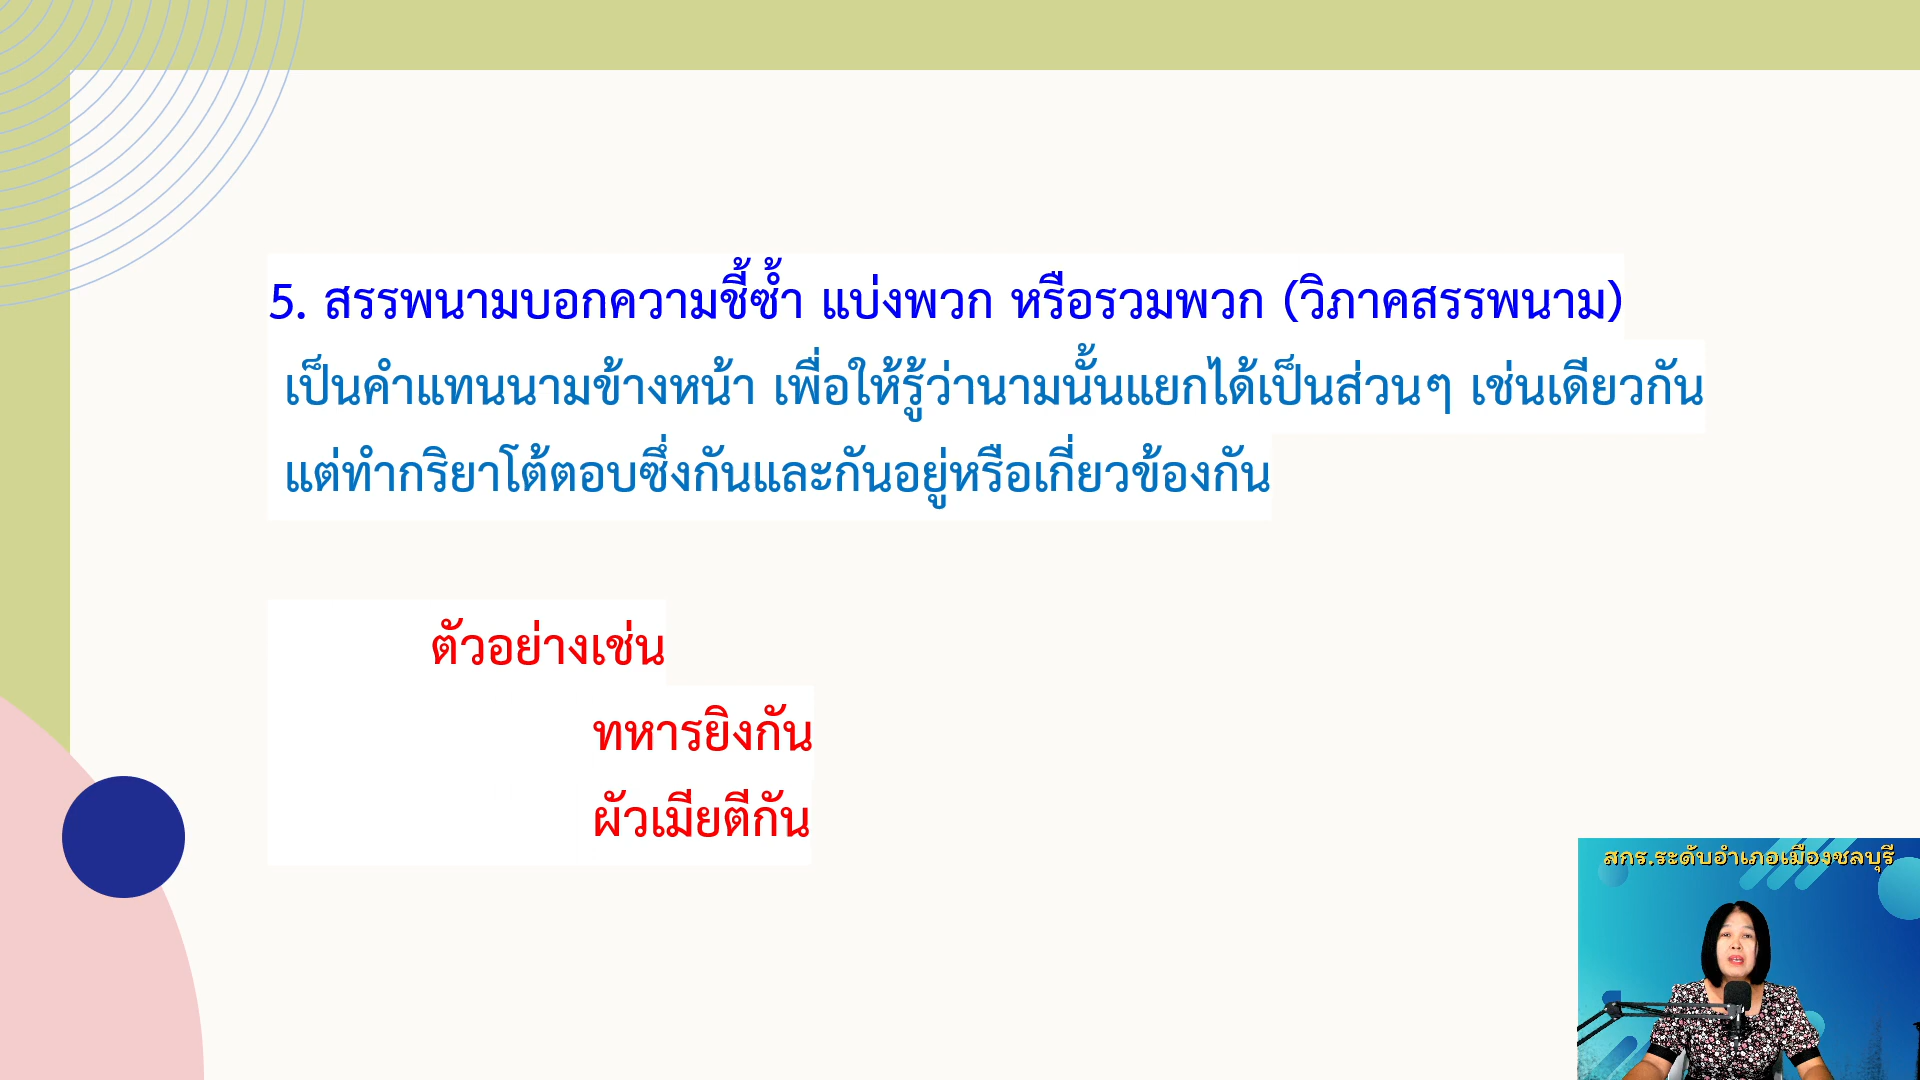 5. สรรพนามบอกความชี้ซ้ำ แบ่งพวก หรือรวมพวก (วิภาคสรรพนาม)
เป็นคำแทนนามข้างหน้า เพื่อให้รู้ว่านามนั้นแยกได้เป็นส่วนๆ เช่นเดียวกัน
แต่ทำกริยาโต้ตอบซึ่งกันและกันอยู่หรือเกี่ยวข้องกัน
ตัวอย่างเช่น
ทหารยิงกัน
ผัวเมียตีกัน
สกร.ระดับอำเภอเมืองชลบุรี